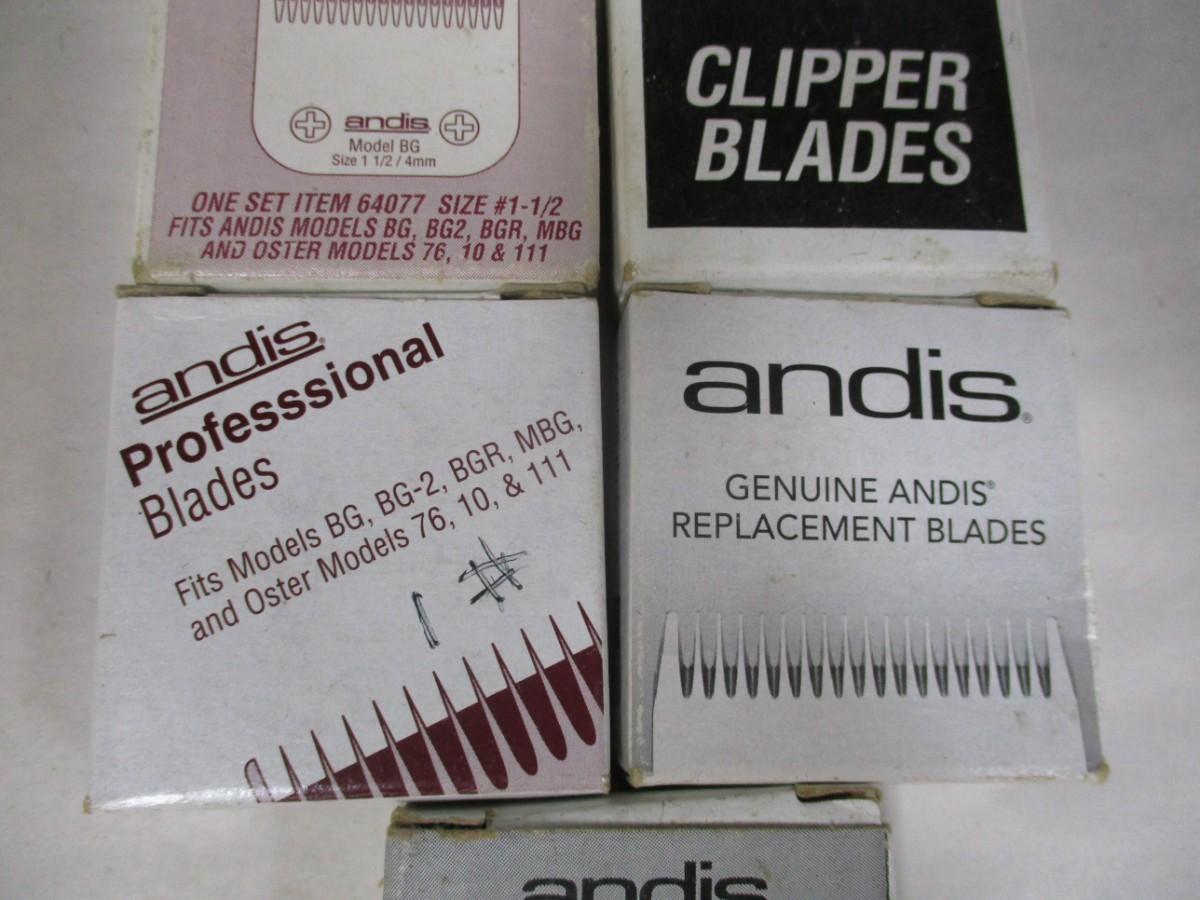 andis
Model BG
Size 1 1/2 / 4mm
ONE SET ITEM 64077 SIZE #1-1/2
FITS ANDIS MODELS BG, BG2, BGR, MBG
AND OSTER MODELS 76, 10 & 111
CLIPPER
BLADES
andis®
Professsional
Blades
Fits Models BG, BG-2, BGR, MBG,
and Oster Models 76, 10, & 111
1 #
andis®
GENUINE ANDIS®
REPLACEMENT BLADES
andis